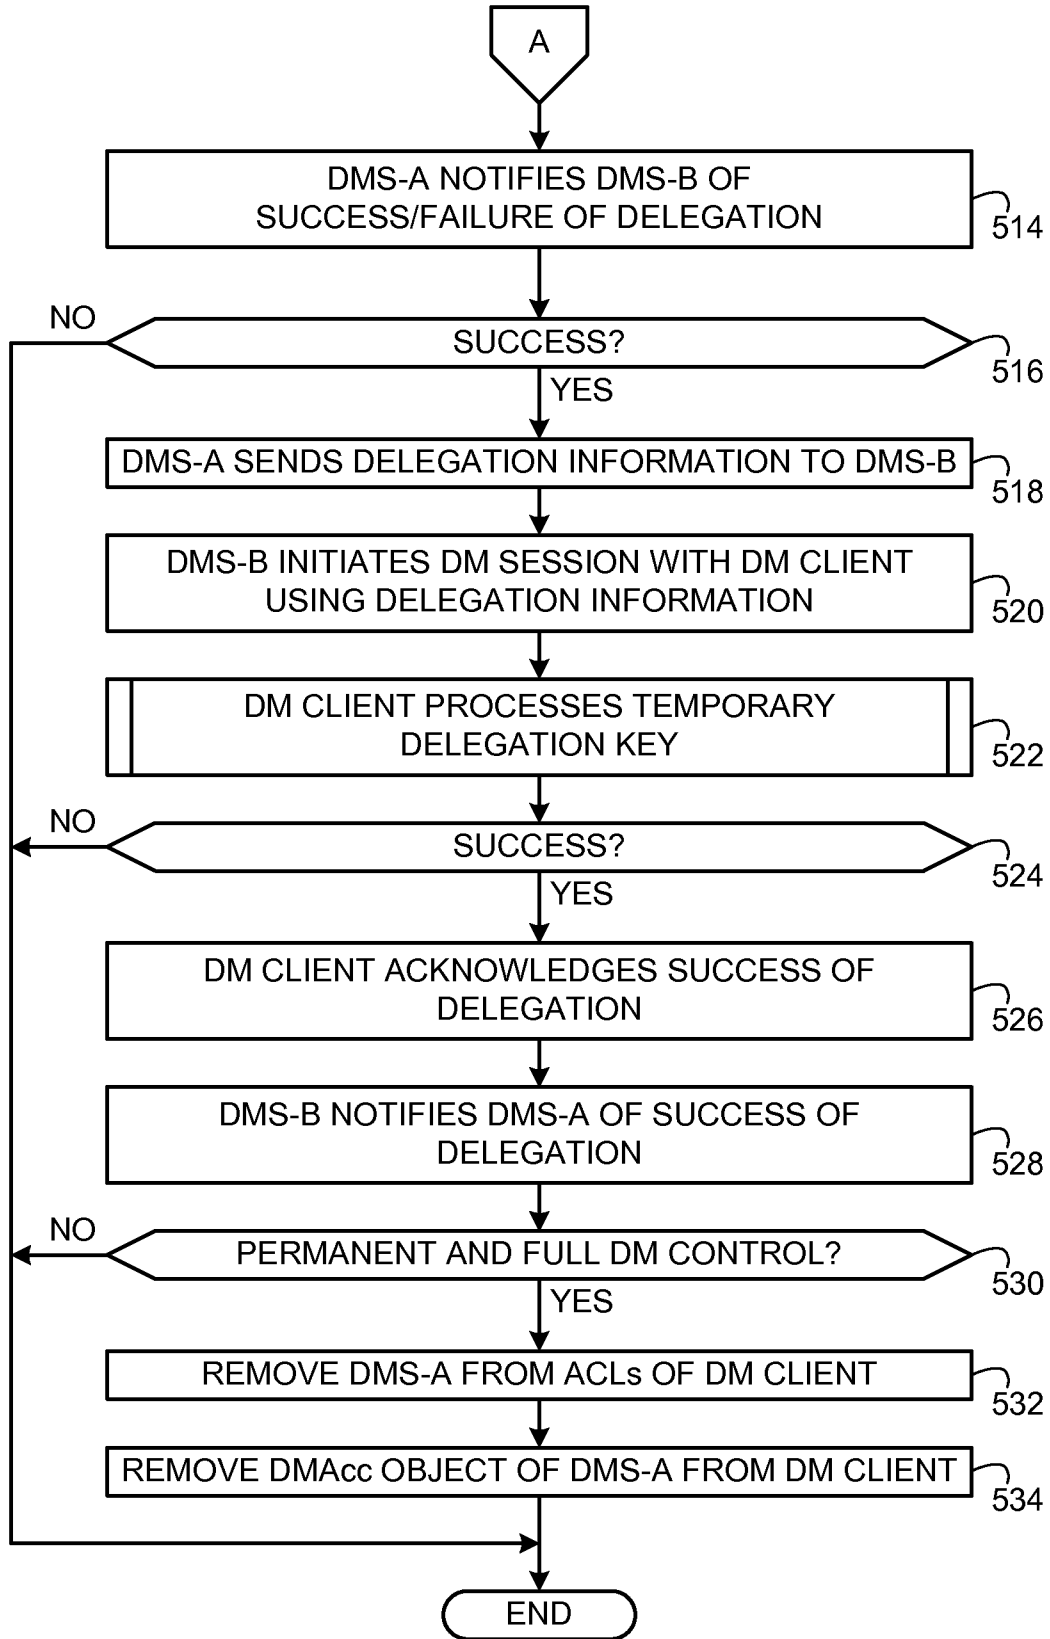 A
DMS-A NOTIFIES DMS-B OF
SUCCESS/FAILURE OF DELEGATION
514
NO
SUCCESS?
516
YES
DMS-A SENDS DELEGATION INFORMATION TO DMS-B
518
DMS-B INITIATES DM SESSION WITH DM CLIENT
USING DELEGATION INFORMATION
520
DM CLIENT PROCESSES TEMPORARY
DELEGATION KEY
522
NO
SUCCESS?
524
YES
DM CLIENT ACKNOWLEDGES SUCCESS OF
DELEGATION
526
DMS-B NOTIFIES DMS-A OF SUCCESS OF
DELEGATION
528
NO
PERMANENT AND FULL DM CONTROL?
530
YES
REMOVE DMS-A FROM ACLs OF DM CLIENT
532
REMOVE DMAcc OBJECT OF DMS-A FROM DM CLIENT
534
END